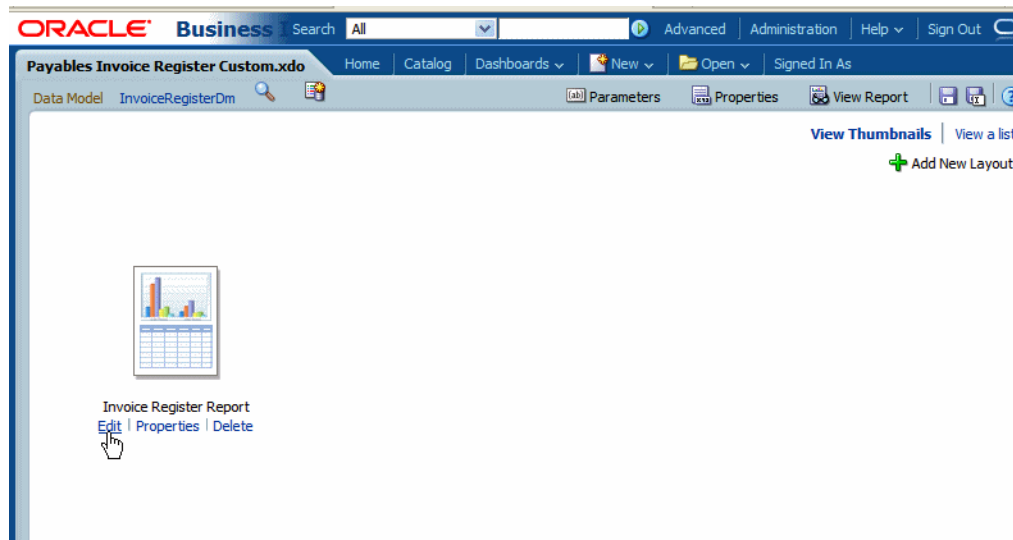 ORACLE Business Search All Advanced Administration Help Sign Out
Payables Invoice Register Custom.xdo Home Catalog Dashboards New Open Signed In As
Data Model InvoiceRegisterDm Parameters Properties View Report
View Thumbnails View a list
Add New Layout
Invoice Register Report
Edit Properties Delete